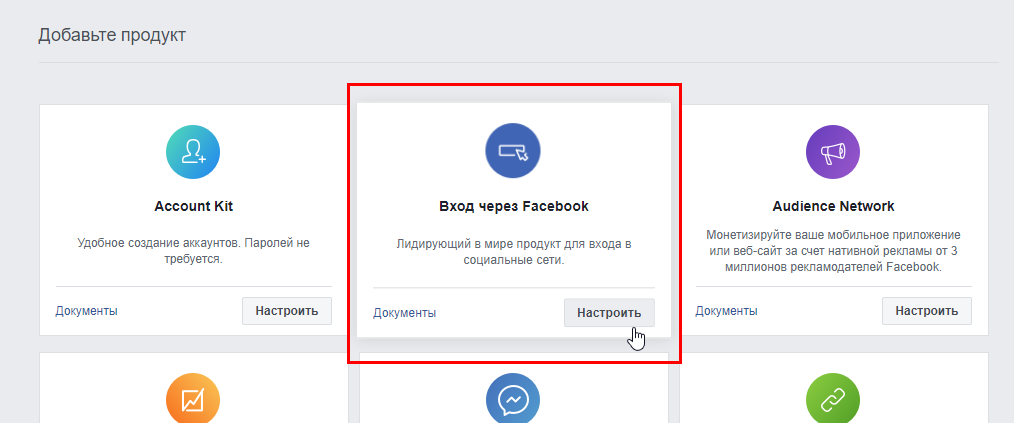 Добавьте продукт
Account Kit
Удобное создание аккаунтов. Паролей не
требуется.
Документы
Настроить
Вход через Facebook
Лидирующий в мире продукт для входа в
социальные сети.
Документы
Настроить
Audience Network
Монетизируйте ваше мобильное приложение
или веб-сайт за счет нативной рекламы от 3
миллионов рекламодателей Facebook.
Документы
Настроить